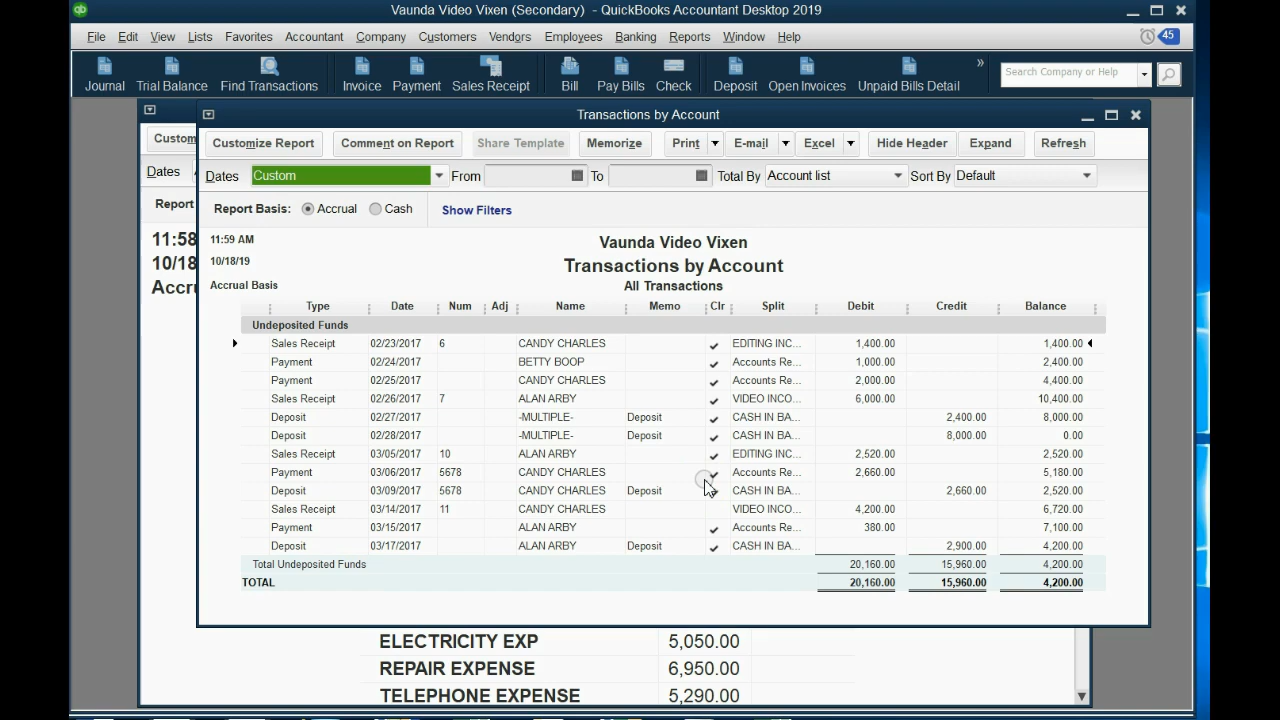 Vaunda Video Vixen (Secondary) - QuickBooks Accountant Desktop 2019
File Edit View Lists Favorites Accountant Company Customers Vendors Employees Banking Reports Window Help 45
Journal Trial Balance Find Transactions Invoice Payment Sales Receipt Bill Pay Bills Check Deposit Open Invoices Unpaid Bills Detail » Search Company or Help
Transactions by Account
Custom
Customize Report Comment on Report Share Template Memorize Print E-mail Excel Hide Header Expand Refresh
Dates
Dates Custom From To Total By Account list Sort By Default
Report
Report Basis: Accrual Cash Show Filters
11:58
10/18
Accr
11:59 AM
10/18/19
Accrual Basis
Vaunda Video Vixen
Transactions by Account
All Transactions
Type Date Num Adj Name Memo Clr Split Debit Credit Balance
Undeposited Funds
Sales Receipt 02/23/2017 6 CANDY CHARLES ✔ EDITING INC... 1,400.00 1,400.00
Payment 02/24/2017 BETTY BOOP ✔ Accounts Re... 1,000.00 2,400.00
Payment 02/25/2017 CANDY CHARLES ✔ Accounts Re... 2,000.00 4,400.00
Sales Receipt 02/26/2017 7 ALAN ARBY ✔ VIDEO INCO... 6,000.00 10,400.00
Deposit 02/27/2017 -MULTIPLE- Deposit ✔ CASH IN BA... 2,400.00 8,000.00
Deposit 02/28/2017 -MULTIPLE- Deposit ✔ CASH IN BA... 8,000.00 0.00
Sales Receipt 03/05/2017 10 ALAN ARBY ✔ EDITING INC... 2,520.00 2,520.00
Payment 03/06/2017 5678 CANDY CHARLES ✔ Accounts Re... 2,660.00 5,180.00
Deposit 03/09/2017 5678 CANDY CHARLES Deposit ✔ CASH IN BA... 2,660.00 2,520.00
Sales Receipt 03/14/2017 11 CANDY CHARLES VIDEO INCO... 4,200.00 6,720.00
Payment 03/15/2017 ALAN ARBY ✔ Accounts Re... 380.00 7,100.00
Deposit 03/17/2017 ALAN ARBY Deposit ✔ CASH IN BA... 2,900.00 4,200.00
Total Undeposited Funds 20,160.00 15,960.00 4,200.00
TOTAL 20,160.00 15,960.00 4,200.00
ELECTRICITY EXP 5,050.00
REPAIR EXPENSE 6,950.00
TELEPHONE EXPENSE 5,290.00